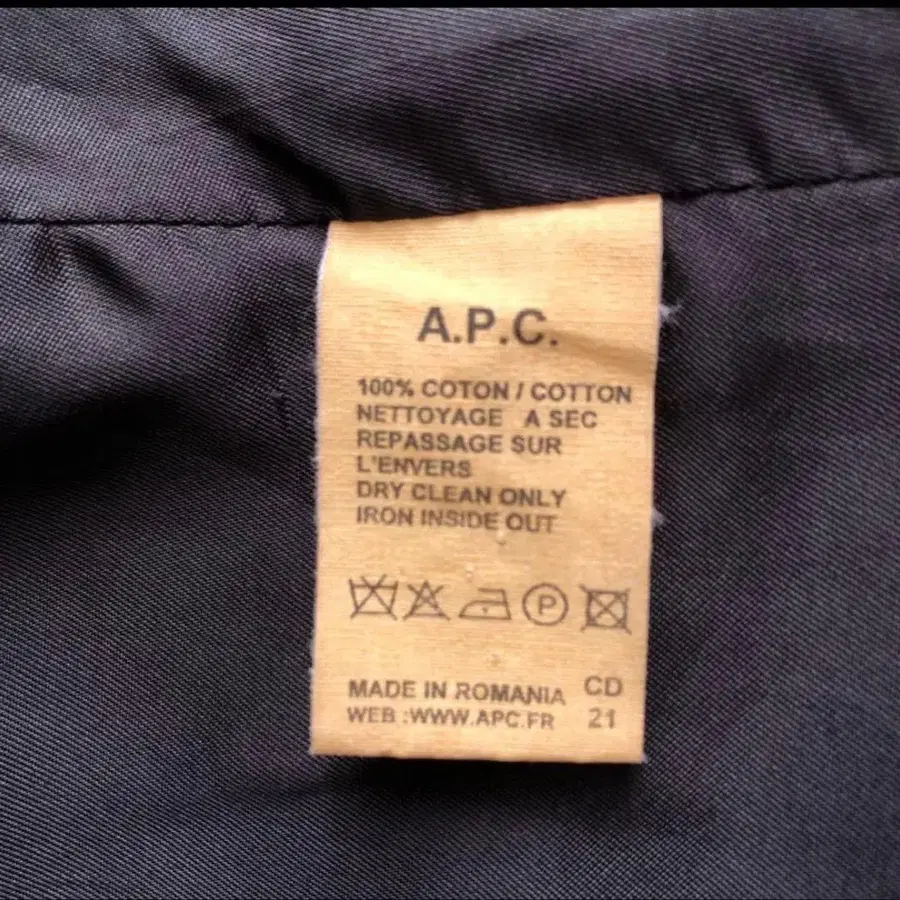 A.P.C.
100% COTON / COTTON
NETTOYAGE A SEC
REPASSAGE SUR
L'ENVERS
DRY CLEAN ONLY
IRON INSIDE OUT
P
MADE IN ROMANIA CD
WEB :WWW.APC.FR 21